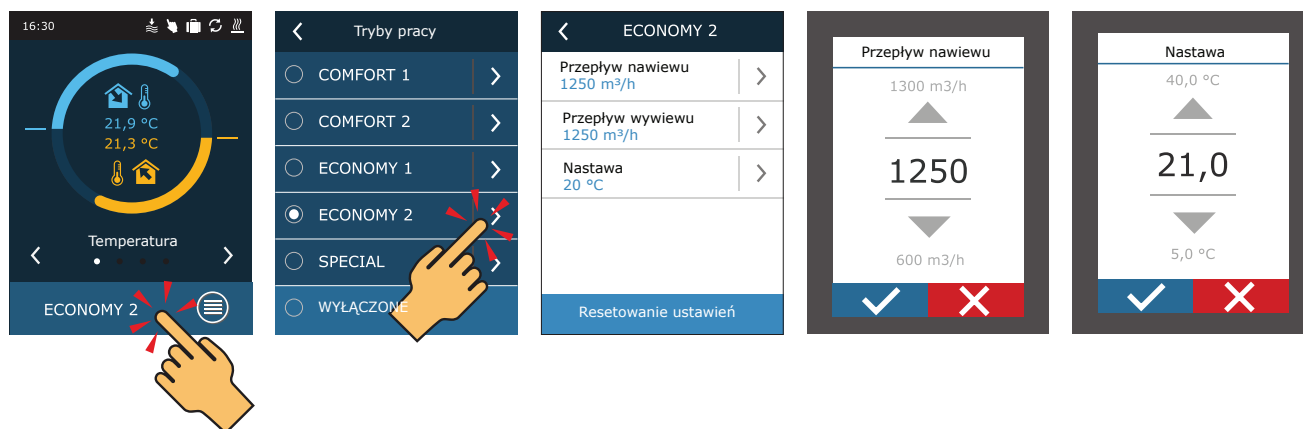 16:30
21,9 °C
21,3 °C
Temperatura
ECONOMY 2
Tryby pracy
COMFORT 1
COMFORT 2
ECONOMY 1
ECONOMY 2
SPECIAL
WYŁĄCZONE
ECONOMY 2
Przepływ nawiewu
1250 m³/h
Przepływ wywiewu
1250 m³/h
Nastawa
20 °C
Resetowanie ustawień
Przepływ nawiewu
1300 m3/h
1250
600 m3/h
Nastawa
40,0 °C
21,0
5,0 °C